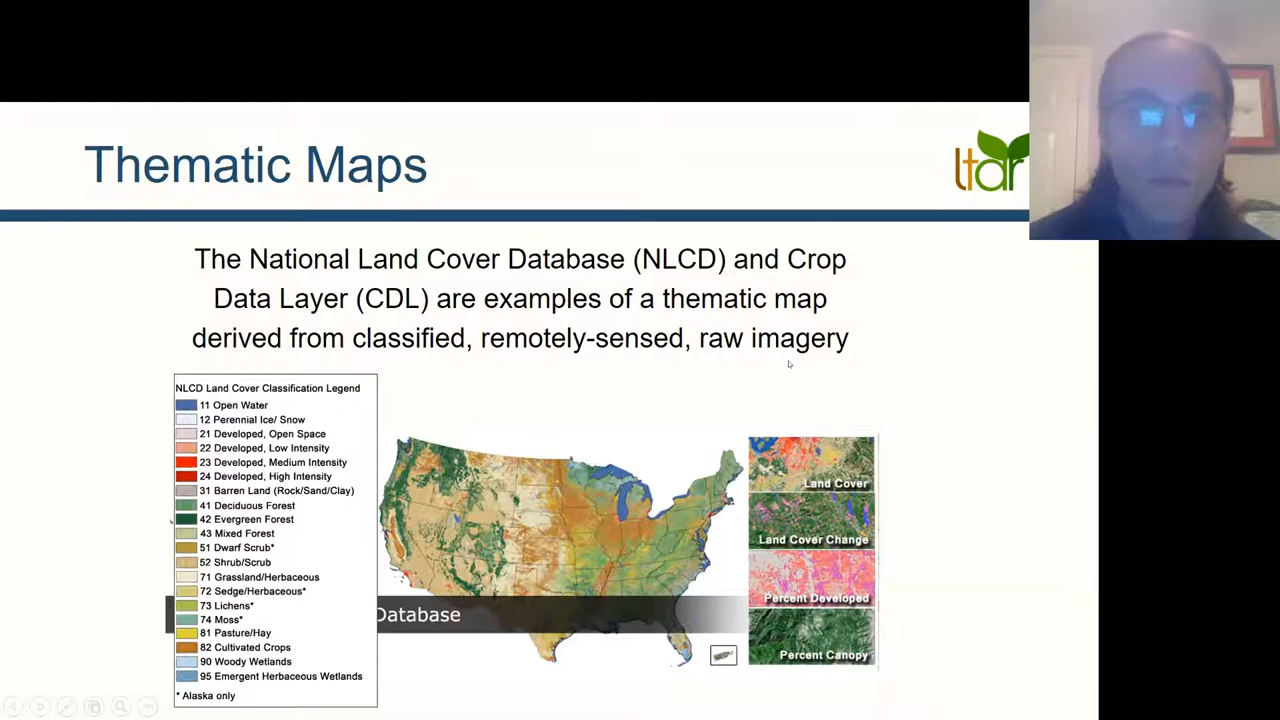 Thematic Maps
ltar
The National Land Cover Database (NLCD) and Crop
Data Layer (CDL) are examples of a thematic map
derived from classified, remotely-sensed, raw imagery
NLCD Land Cover Classification Legend
11 Open Water
12 Perennial Ice/ Snow
21 Developed, Open Space
22 Developed, Low Intensity
23 Developed, Medium Intensity
24 Developed, High Intensity
31 Barren Land (Rock/Sand/Clay)
41 Deciduous Forest
42 Evergreen Forest
43 Mixed Forest
51 Dwarf Scrub*
52 Shrub/Scrub
71 Grassland/Herbaceous
72 Sedge/Herbaceous*
73 Lichens*
74 Moss*
81 Pasture/Hay
82 Cultivated Crops
90 Woody Wetlands
95 Emergent Herbaceous Wetlands
* Alaska only
Database
Land Cover
Land Cover Change
Percent Developed
Percent Canopy